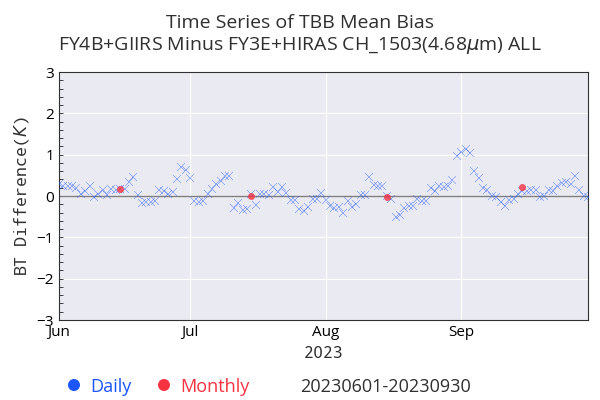 Time Series of TBB Mean Bias
FY4B+GIIRS Minus FY3E+HIRAS CH_1503(4.68μm) ALL
BT Difference(K)
3
2
1
0
−1
−2
−3
Jun Jul Aug Sep
2023
Daily Monthly 20230601-20230930